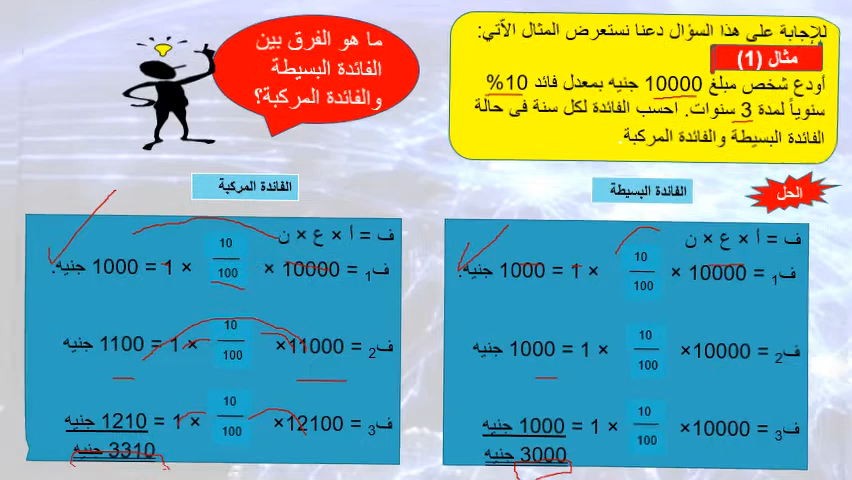 للإجابة على هذا السؤال دعنا نستعرض المثال الآتي:
مثال (1)
أودع شخص مبلغ 10000 جنيه بمعدل فائد 10%
سنوياً لمدة 3 سنوات. احسب الفائدة لكل سنة فى حالة
الفائدة البسيطة والفائدة المركبة.
ما هو الفرق بين
الفائدة البسيطة
والفائدة المركبة؟
الحل
الفائدة البسيطة
ف = أ × ع × ن
ف1 = 10000 × 10/100 × 1 = 1000 جنيه.
ف2 = 10000× 10/100 × 1 = 1000 جنيه
ف3 = 10000× 10/100 × 1 = 1000 جنيه
3000 جنيه
الفائدة المركبة
ف = أ × ع × ن
ف1 = 10000 × 10/100 × 1 = 1000 جنيه.
ف2 = 11000× 10/100 × 1 = 1100 جنيه
ف3 = 12100× 10/100 × 1 = 1210 جنيه
3310 جنيه